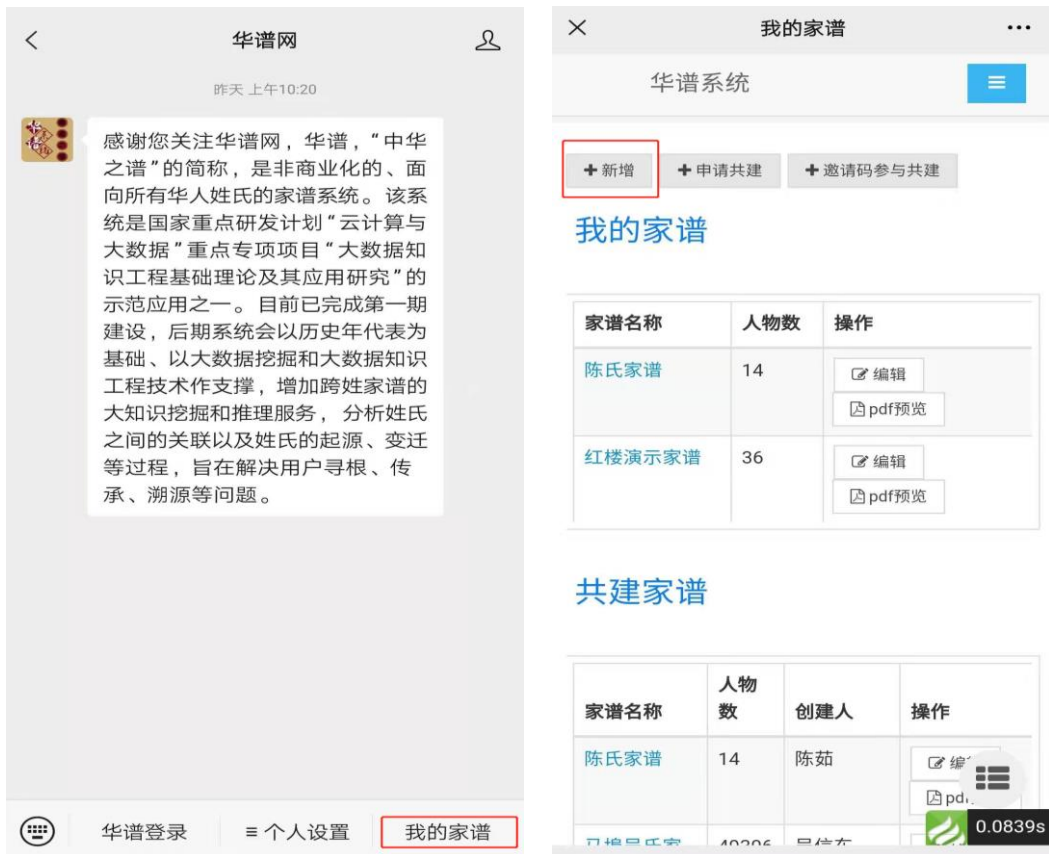 华谱网
昨天 上午10:20
感谢您关注华谱网，华谱，“中华
之谱”的简称，是非商业化的、面
向所有华人姓氏的家谱系统。该系
统是国家重点研发计划“云计算与
大数据”重点专项项目“大数据知
识工程基础理论及其应用研究”的
示范应用之一。目前已完成第一期
建设，后期系统会以历史年代表为
基础、以大数据挖掘和大数据知识
工程技术作支撑，增加跨姓家谱的
大知识挖掘和推理服务，分析姓氏
之间的关联以及姓氏的起源、变迁
等过程，旨在解决用户寻根、传
承、溯源等问题。
华谱登录
≡个人设置
我的家谱
我的家谱
华谱系统
+新增 +申请共建 +邀请码参与共建
我的家谱
家谱名称 人物数 操作
陈氏家谱 14 编辑
pdf预览
红楼演示家谱 36 编辑
pdf预览
共建家谱
家谱名称 人物数 创建人 操作
陈氏家谱 14 陈茹 编
pd
0.0839s